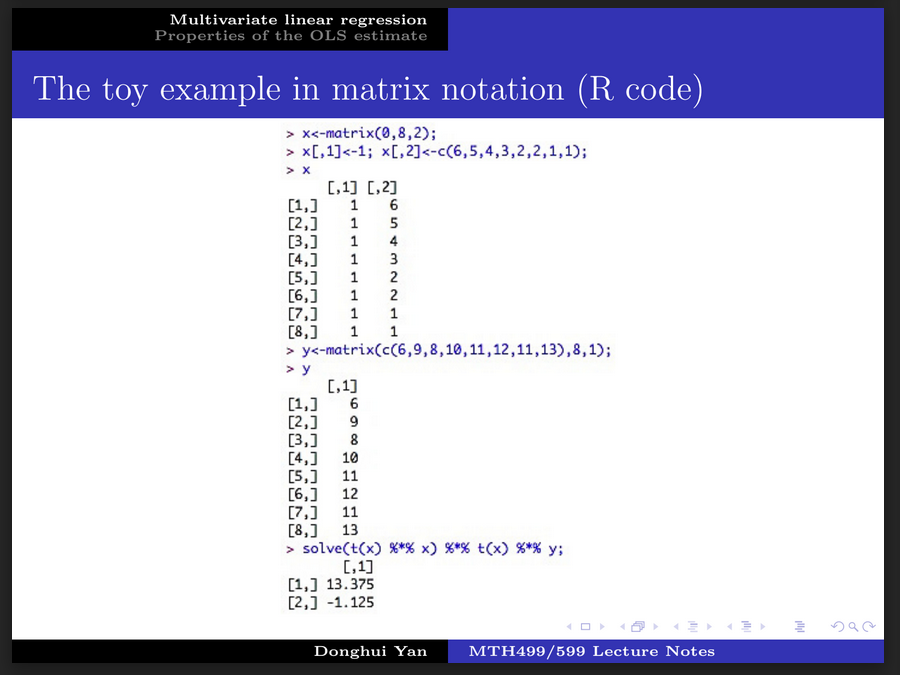 Multivariate linear regression
Properties of the OLS estimate
The toy example in matrix notation (R code)
> x<-matrix(0,8,2);
> x[,1]<-1; x[,2]<-c(6,5,4,3,2,2,1,1);
> x
[,1] [,2]
[1,] 1 6
[2,] 1 5
[3,] 1 4
[4,] 1 3
[5,] 1 2
[6,] 1 2
[7,] 1 1
[8,] 1 1
> y<-matrix(c(6,9,8,10,11,12,11,13),8,1);
> y
[,1]
[1,] 6
[2,] 9
[3,] 8
[4,] 10
[5,] 11
[6,] 12
[7,] 11
[8,] 13
> solve(t(x) %*% x) %*% t(x) %*% y;
[,1]
[1,] 13.375
[2,] -1.125
Donghui Yan
MTH499/599 Lecture Notes